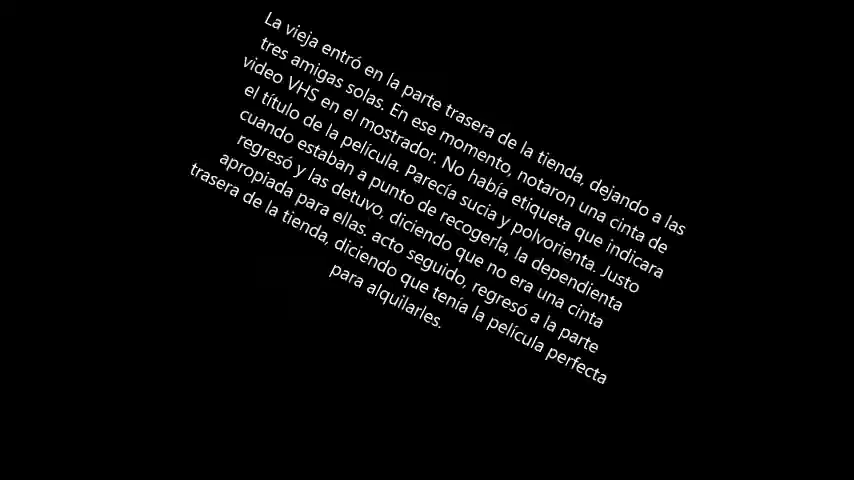 La vieja entró en la parte trasera de la tienda, dejando a las
tres amigas solas. En ese momento, notaron una cinta de
video VHS en el mostrador. No había etiqueta que indicara
el título de la película. Parecía sucia y polvorienta. Justo
cuando estaban a punto de recogerla, la dependienta
regresó y las detuvo, diciendo que no era una cinta
apropiada para ellas. acto seguido, regresó a la parte
trasera de la tienda, diciendo que tenía la película perfecta
para alquilarles.